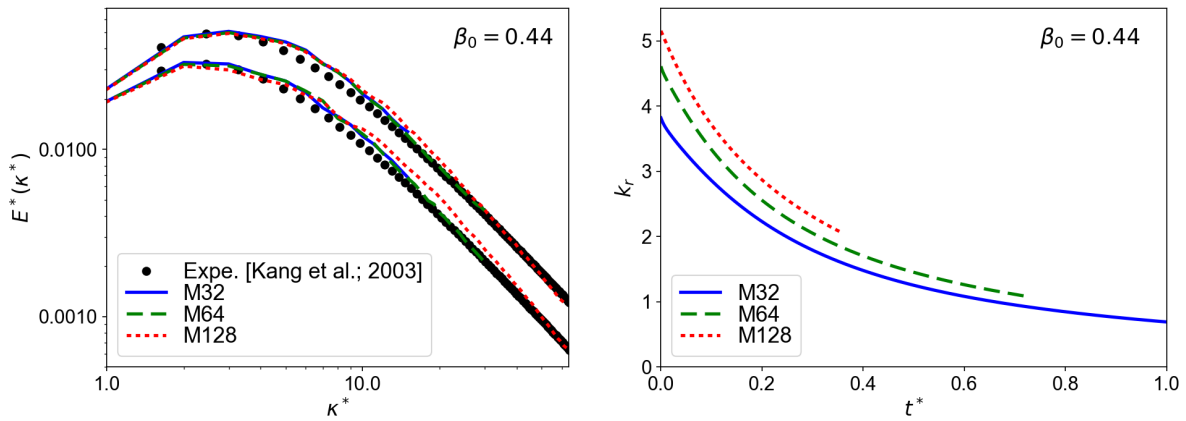 β₀ = 0.44
0.0100
0.0010
E*(κ*)
Expe. [Kang et al.; 2003]
M32
M64
M128
1.0
10.0
κ*
β₀ = 0.44
5
4
3
2
1
0
k_r
M32
M64
M128
0.0
0.2
0.4
0.6
0.8
1.0
t*